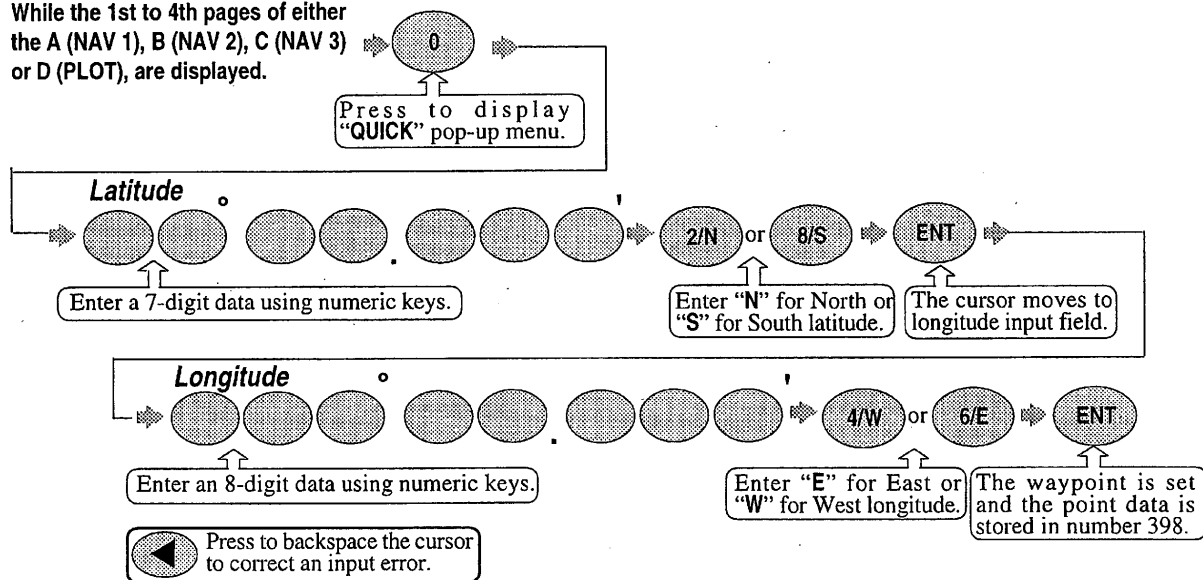 While the 1st to 4th pages of either
the A (NAV 1), B (NAV 2), C (NAV 3)
or D (PLOT), are displayed.
0
Press to display
“QUICK” pop-up menu.
Latitude
° . '
2/N or 8/S ENT
Enter a 7-digit data using numeric keys.
Enter “N” for North or
“S” for South latitude.
The cursor moves to
longitude input field.
Longitude
° . '
4/W or 6/E ENT
Enter an 8-digit data using numeric keys.
Enter “E” for East or
“W” for West longitude.
The waypoint is set
and the point data is
stored in number 398.
Press to backspace the cursor
to correct an input error.